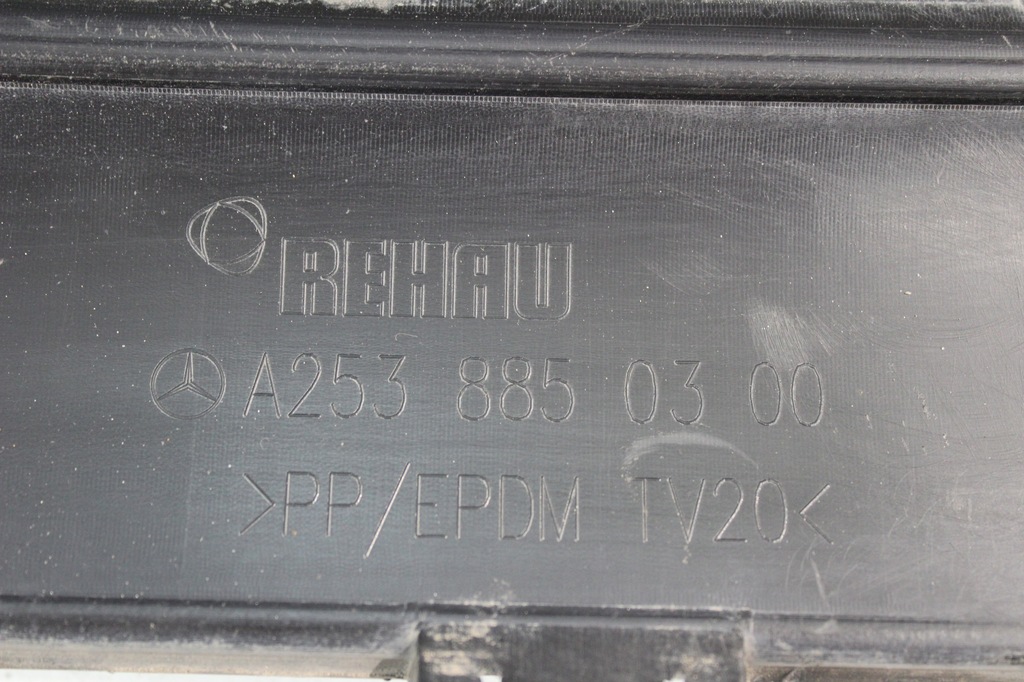 REHAU
A253 885 03 00
>PP/EPDM TV20<